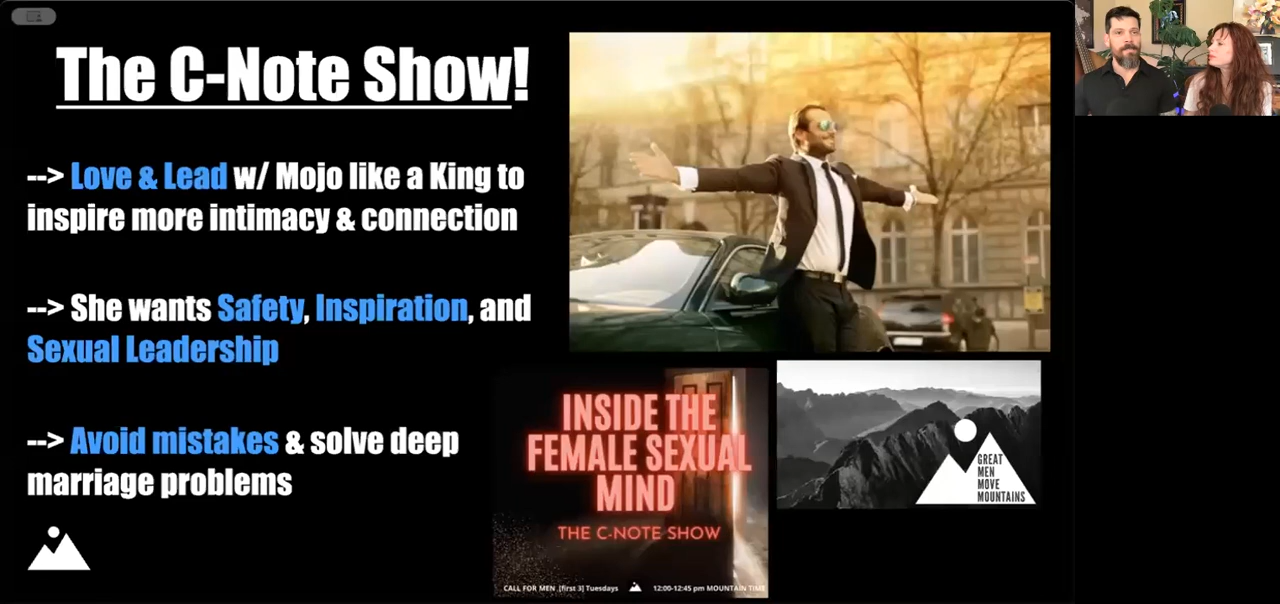 The C-Note Show!
--> Love & Lead w/ Mojo like a King to
inspire more intimacy & connection
--> She wants Safety, Inspiration, and
Sexual Leadership
--> Avoid mistakes & solve deep
marriage problems
INSIDE THE
FEMALE SEXUAL
MIND
THE C-NOTE SHOW
CALL FOR MEN [first 3] Tuesdays 12:00-12:45 pm MOUNTAIN TIME
GREAT
MEN
MOVE
MOUNTAINS